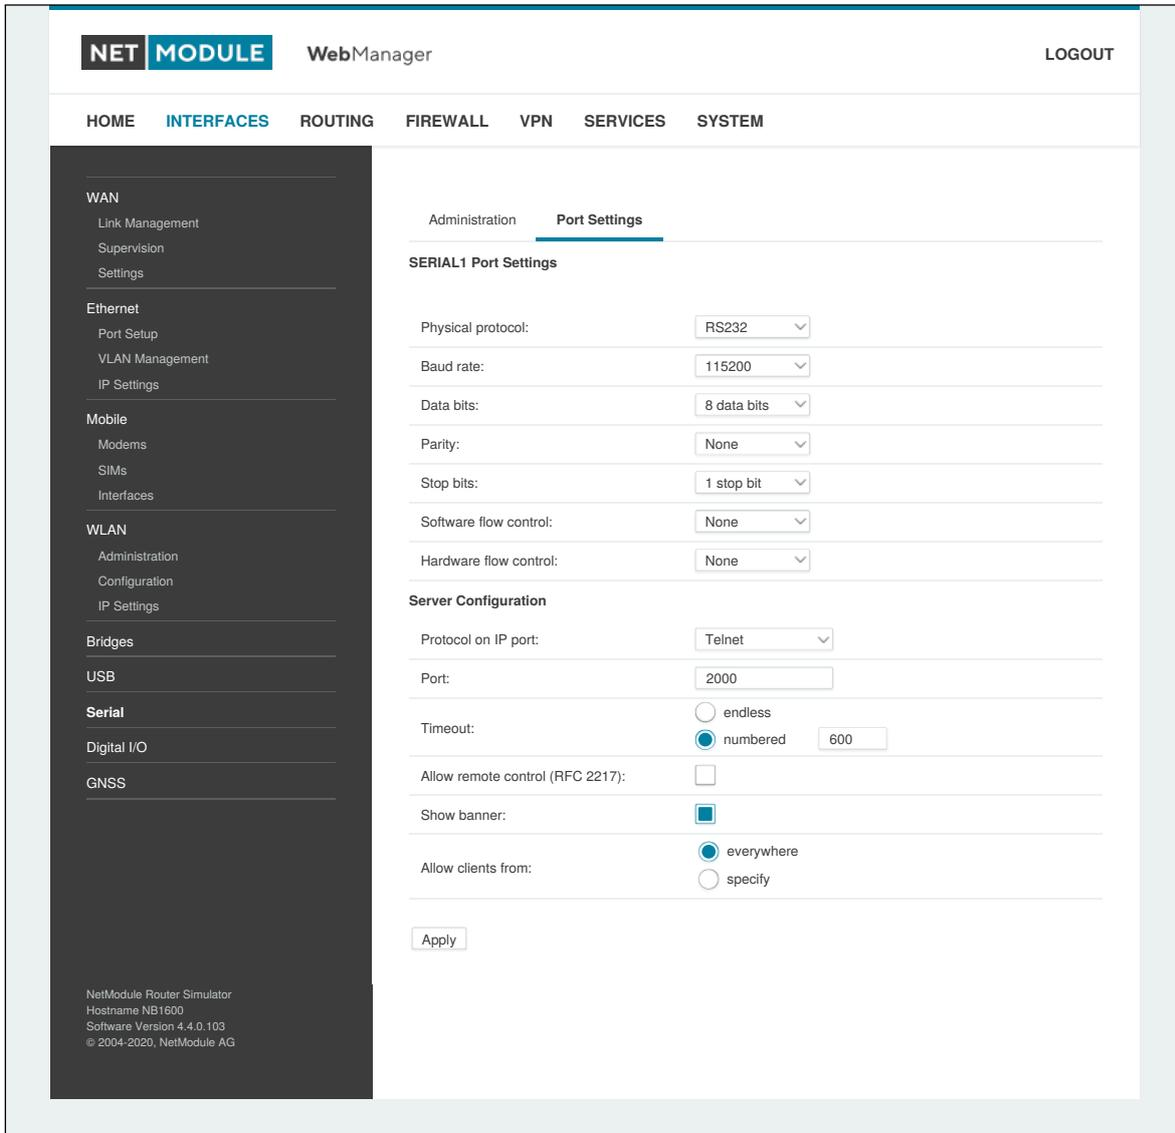 NET MODULE WebManager LOGOUT
HOME INTERFACES ROUTING FIREWALL VPN SERVICES SYSTEM
WAN
Link Management
Supervision
Settings
Ethernet
Port Setup
VLAN Management
IP Settings
Mobile
Modems
SIMs
Interfaces
WLAN
Administration
Configuration
IP Settings
Bridges
USB
Serial
Digital I/O
GNSS
NetModule Router Simulator
Hostname NB1600
Software Version 4.4.0.103
© 2004-2020, NetModule AG
Administration Port Settings
SERIAL1 Port Settings
Physical protocol: RS232
Baud rate: 115200
Data bits: 8 data bits
Parity: None
Stop bits: 1 stop bit
Software flow control: None
Hardware flow control: None
Server Configuration
Protocol on IP port: Telnet
Port: 2000
Timeout:
endless
numbered 600
Allow remote control (RFC 2217):
Show banner:
Allow clients from:
everywhere
specify
Apply